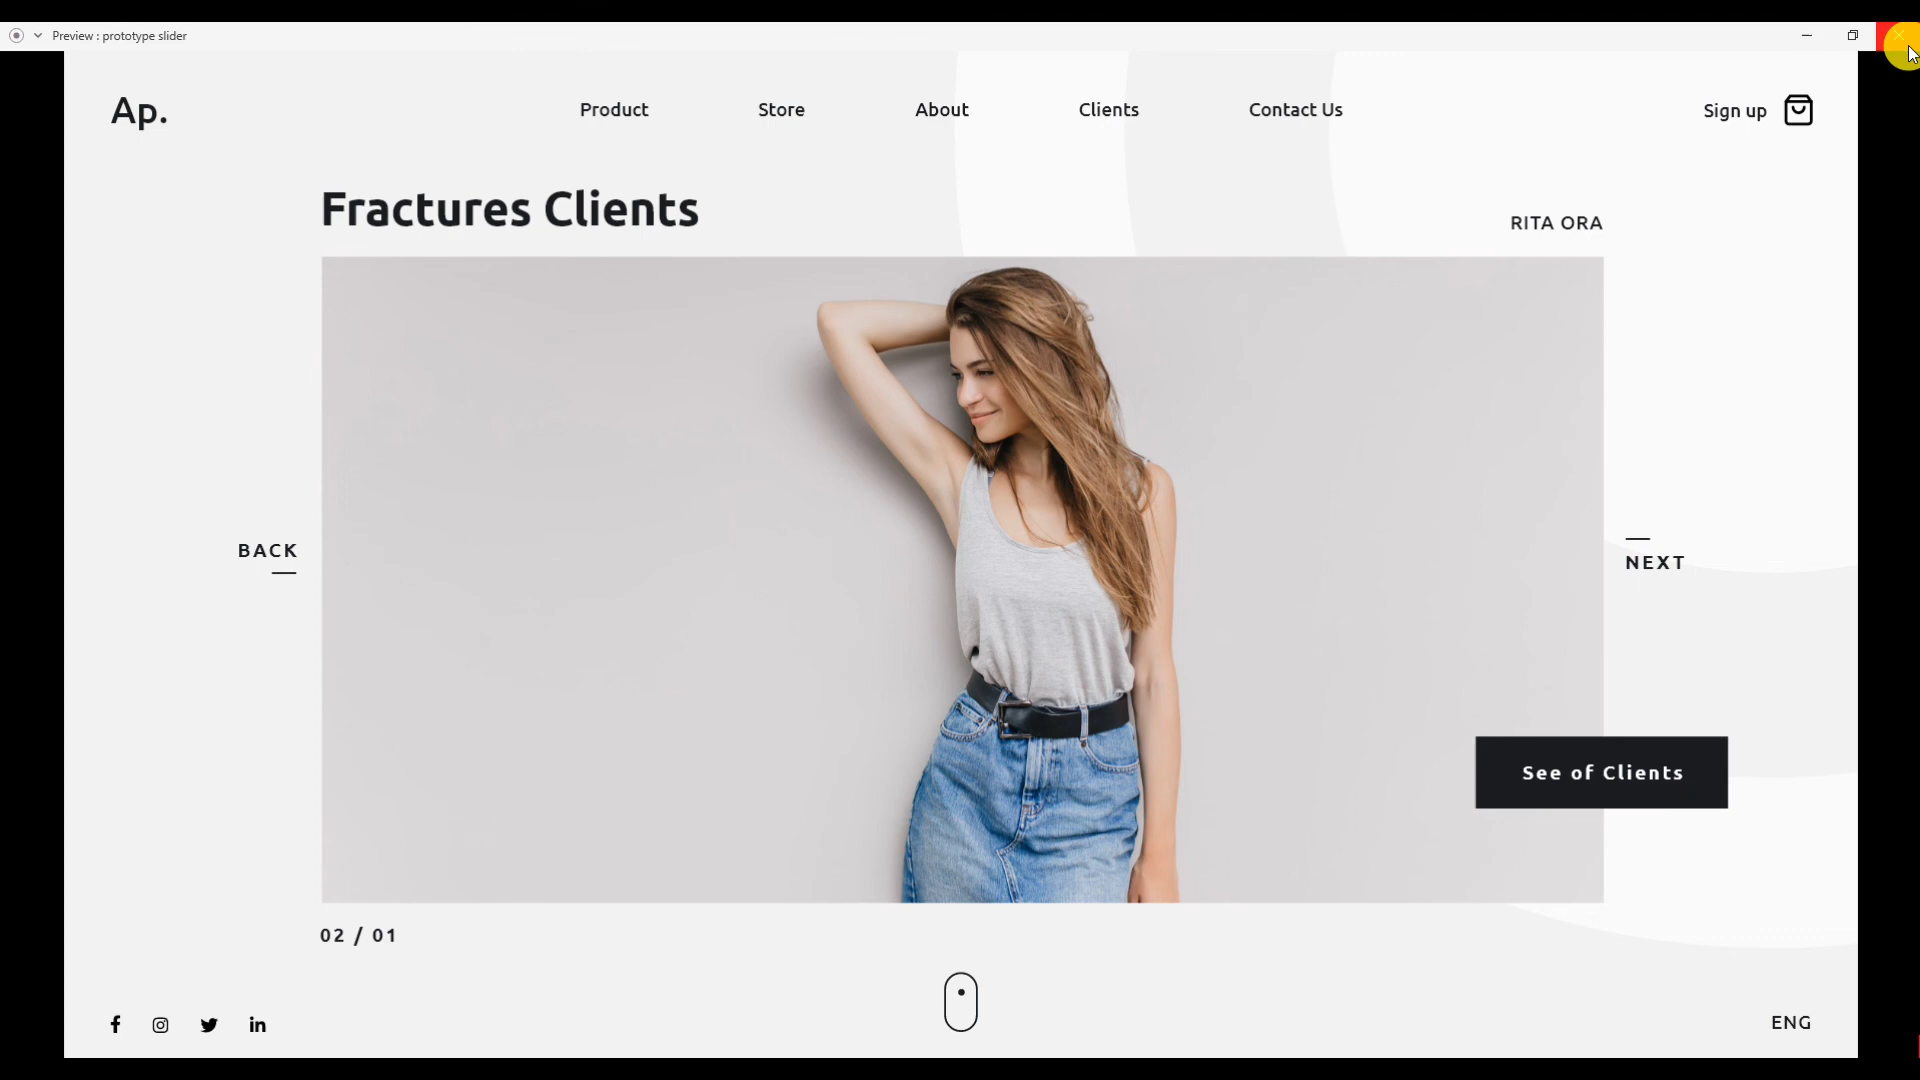 Preview : prototype slider
Ap.
Product
Store
About
Clients
Contact Us
Sign up
Fractures Clients
RITA ORA
BACK
NEXT
See of Clients
02 / 01
ENG